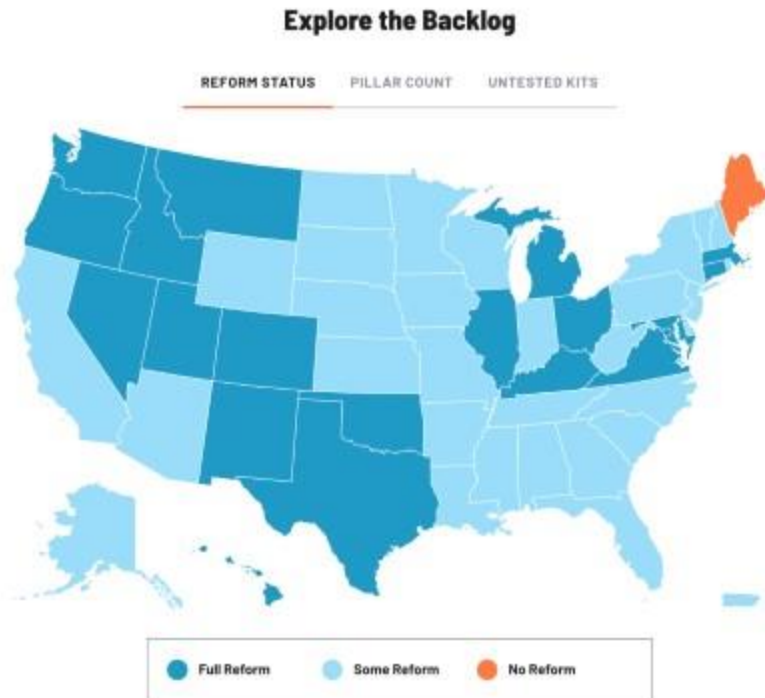 Explore the Backlog
REFORM STATUS PILLAR COUNT UNTESTED KITS
Full Reform Some Reform No Reform